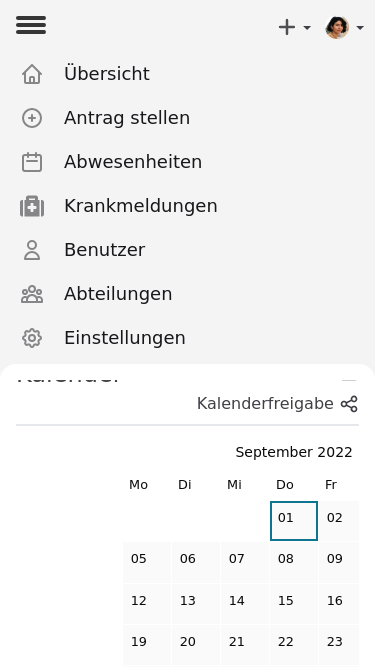 Übersicht
Antrag stellen
Abwesenheiten
Krankmeldungen
Benutzer
Abteilungen
Einstellungen
Kalender
Kalenderfreigabe
September 2022
Mo Di Mi Do Fr
01 02
05 06 07 08 09
12 13 14 15 16
19 20 21 22 23